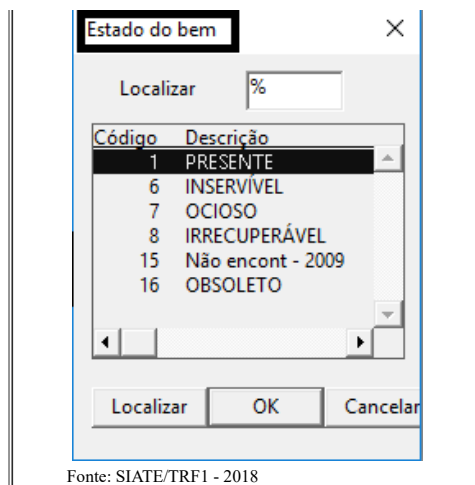 Estado do bem
Localizar %
Código Descrição
1 PRESENTE
6 INSERVÍVEL
7 OCIOSO
8 IRRECUPERÁVEL
15 Não encont - 2009
16 OBSOLETO
Localizar OK Cancelar
Fonte: SIATE/TRF1 - 2018